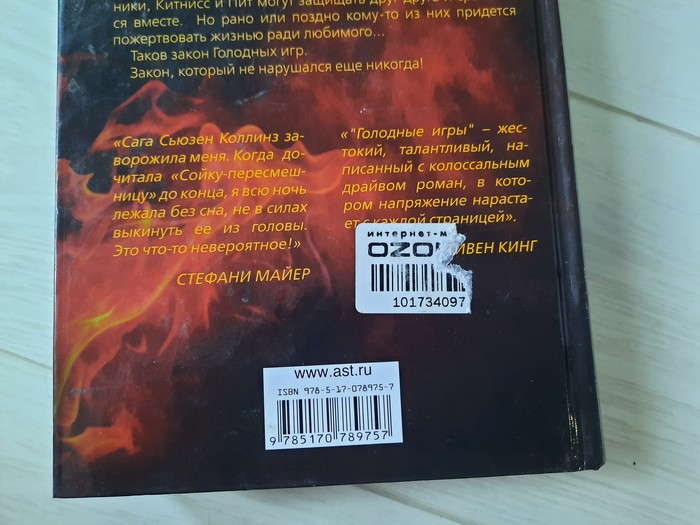 ники, Китнисс и Пит могут защищать друг друга и
ся вместе. Но рано или поздно кому-то из них придется
пожертвовать жизнью ради любимого...
Таков закон Голодных игр.
Закон, который не нарушался еще никогда!
«Сага Сьюзен Коллинз за-
ворожила меня. Когда до-
читала «Сойку-пересмеш-
ницу» до конца, я всю ночь
лежала без сна, не в силах
выкинуть ее из головы.
Это что-то невероятное!»
СТЕФАНИ МАЙЕР
«"Голодные игры" – жес-
токий, талантливый, на-
писанный с колоссальным
драйвом роман, в кото-
ром напряжение нараста-
ет с каждой страницей».
ИВЕН КИНГ
интернет-м
OZO
101734097
www.ast.ru
ISBN 978-5-17-078975-7
9 785170 789757